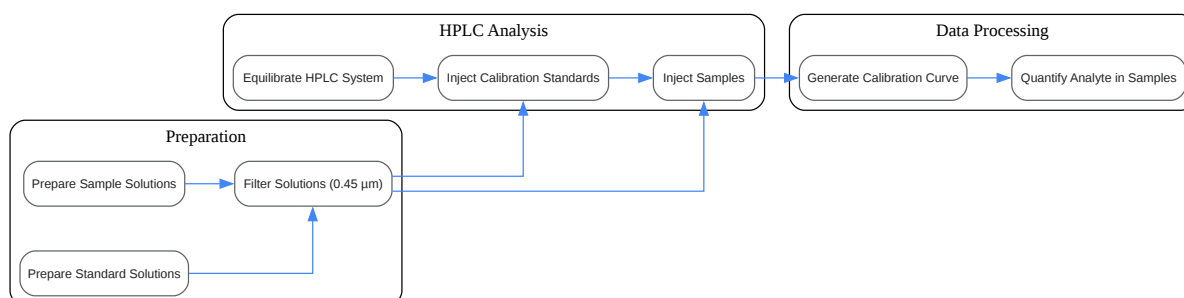 HPLC Analysis
Equilibrate HPLC System
Inject Calibration Standards
Inject Samples
Data Processing
Generate Calibration Curve
Quantify Analyte in Samples
Preparation
Prepare Sample Solutions
Filter Solutions (0.45 µm)
Prepare Standard Solutions